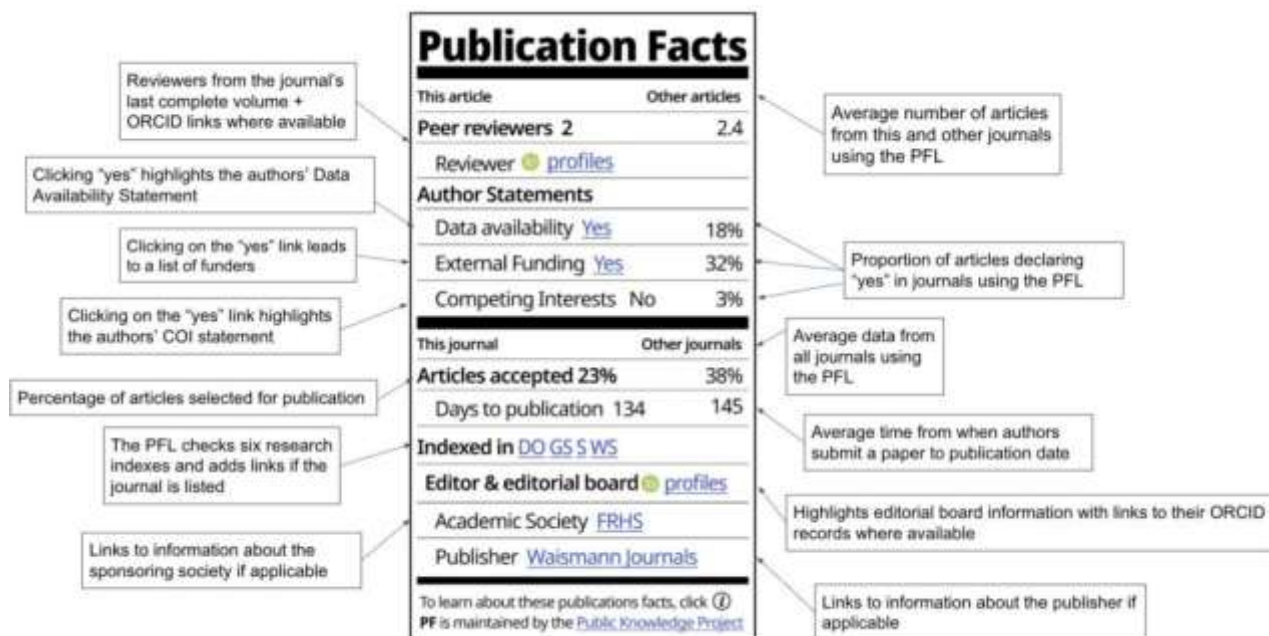 Publication Facts
This article Other articles
Peer reviewers 2 2.4
Reviewer profiles
Author Statements
Data availability Yes 18%
External Funding Yes 32%
Competing Interests No 3%
This journal Other journals
Articles accepted 23% 38%
Days to publication 134 145
Indexed in DO GS S WS
Editor & editorial board profiles
Academic Society FRHS
Publisher Waismann Journals
To learn about these publications facts, click i
PF is maintained by the Public Knowledge Project
Reviewers from the journal's
last complete volume +
ORCID links where available
Clicking "yes" highlights the authors' Data
Availability Statement
Clicking on the "yes" link leads
to a list of funders
Clicking on the "yes" link highlights
the authors' COI statement
Percentage of articles selected for publication
The PFL checks six research
indexes and adds links if the
journal is listed
Links to information about the
sponsoring society if applicable
Average number of articles
from this and other journals
using the PFL
Proportion of articles declaring
"yes" in journals using the PFL
Average data from
all journals using
the PFL
Average time from when authors
submit a paper to publication date
Highlights editorial board information with links to their ORCID
records where available
Links to information about the publisher if
applicable